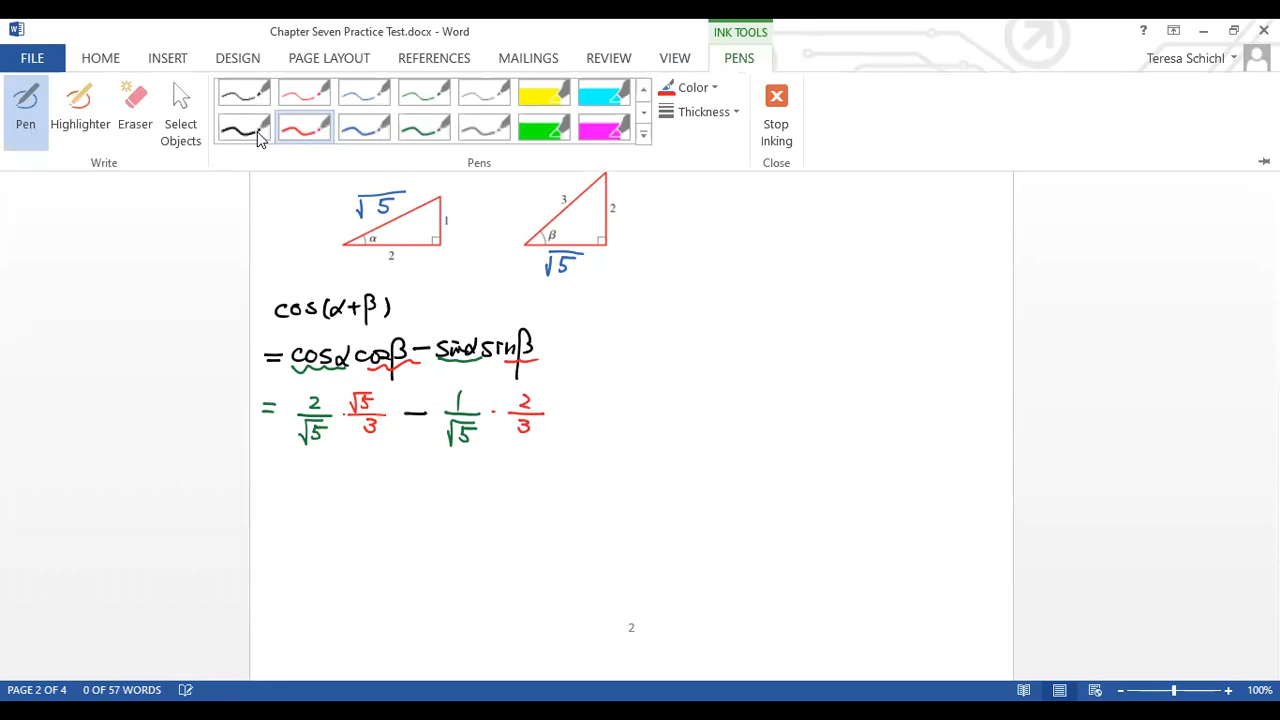 Chapter Seven Practice Test.docx - Word
INK TOOLS
?
FILE HOME INSERT DESIGN PAGE LAYOUT REFERENCES MAILINGS REVIEW VIEW PENS
Teresa Schichl
Pen Highlighter Eraser Select Objects
Color
Thickness
Stop Inking
Write Pens Close
√5
1
α
2
3
2
β
√5
cos(α+β)
= cosα cosβ − sinα sinβ
= 2/√5 · √5/3 − 1/√5 · 2/3
2
PAGE 2 OF 4 0 OF 57 WORDS
100%